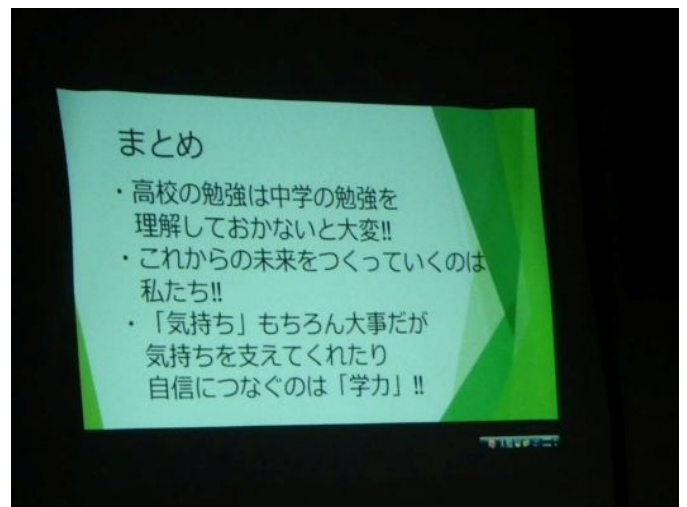 まとめ
・高校の勉強は中学の勉強を
理解しておかないと大変!!
・これからの未来をつくっていくのは
私たち!!
・「気持ち」もちろん大事だが
気持ちを支えてくれたり
自信につなぐのは「学力」!!